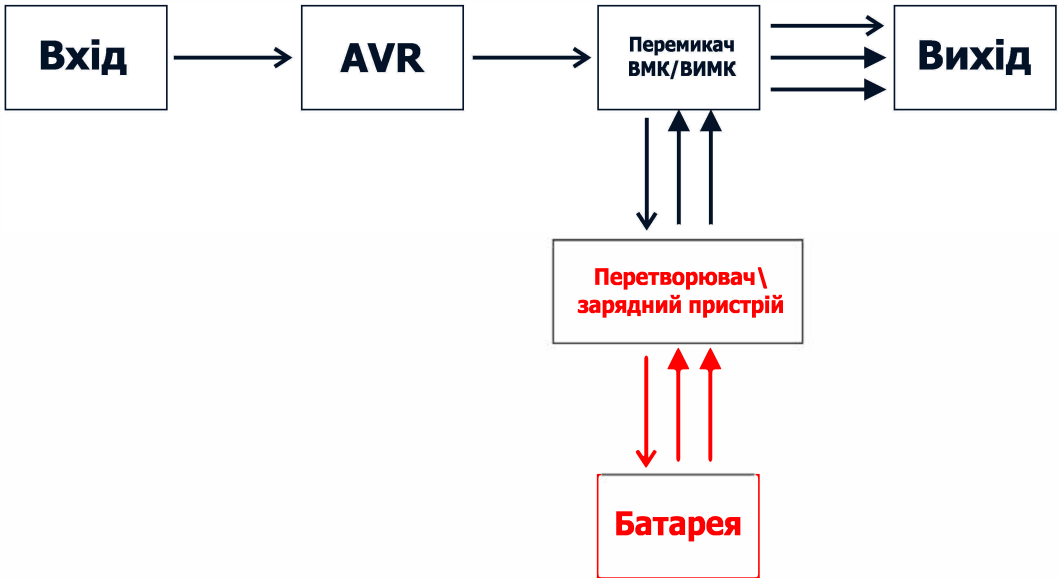 Вхід
AVR
Перемикач
ВМК/ВИМК
Вихід
Перетворювач\
зарядний пристрій
Батарея